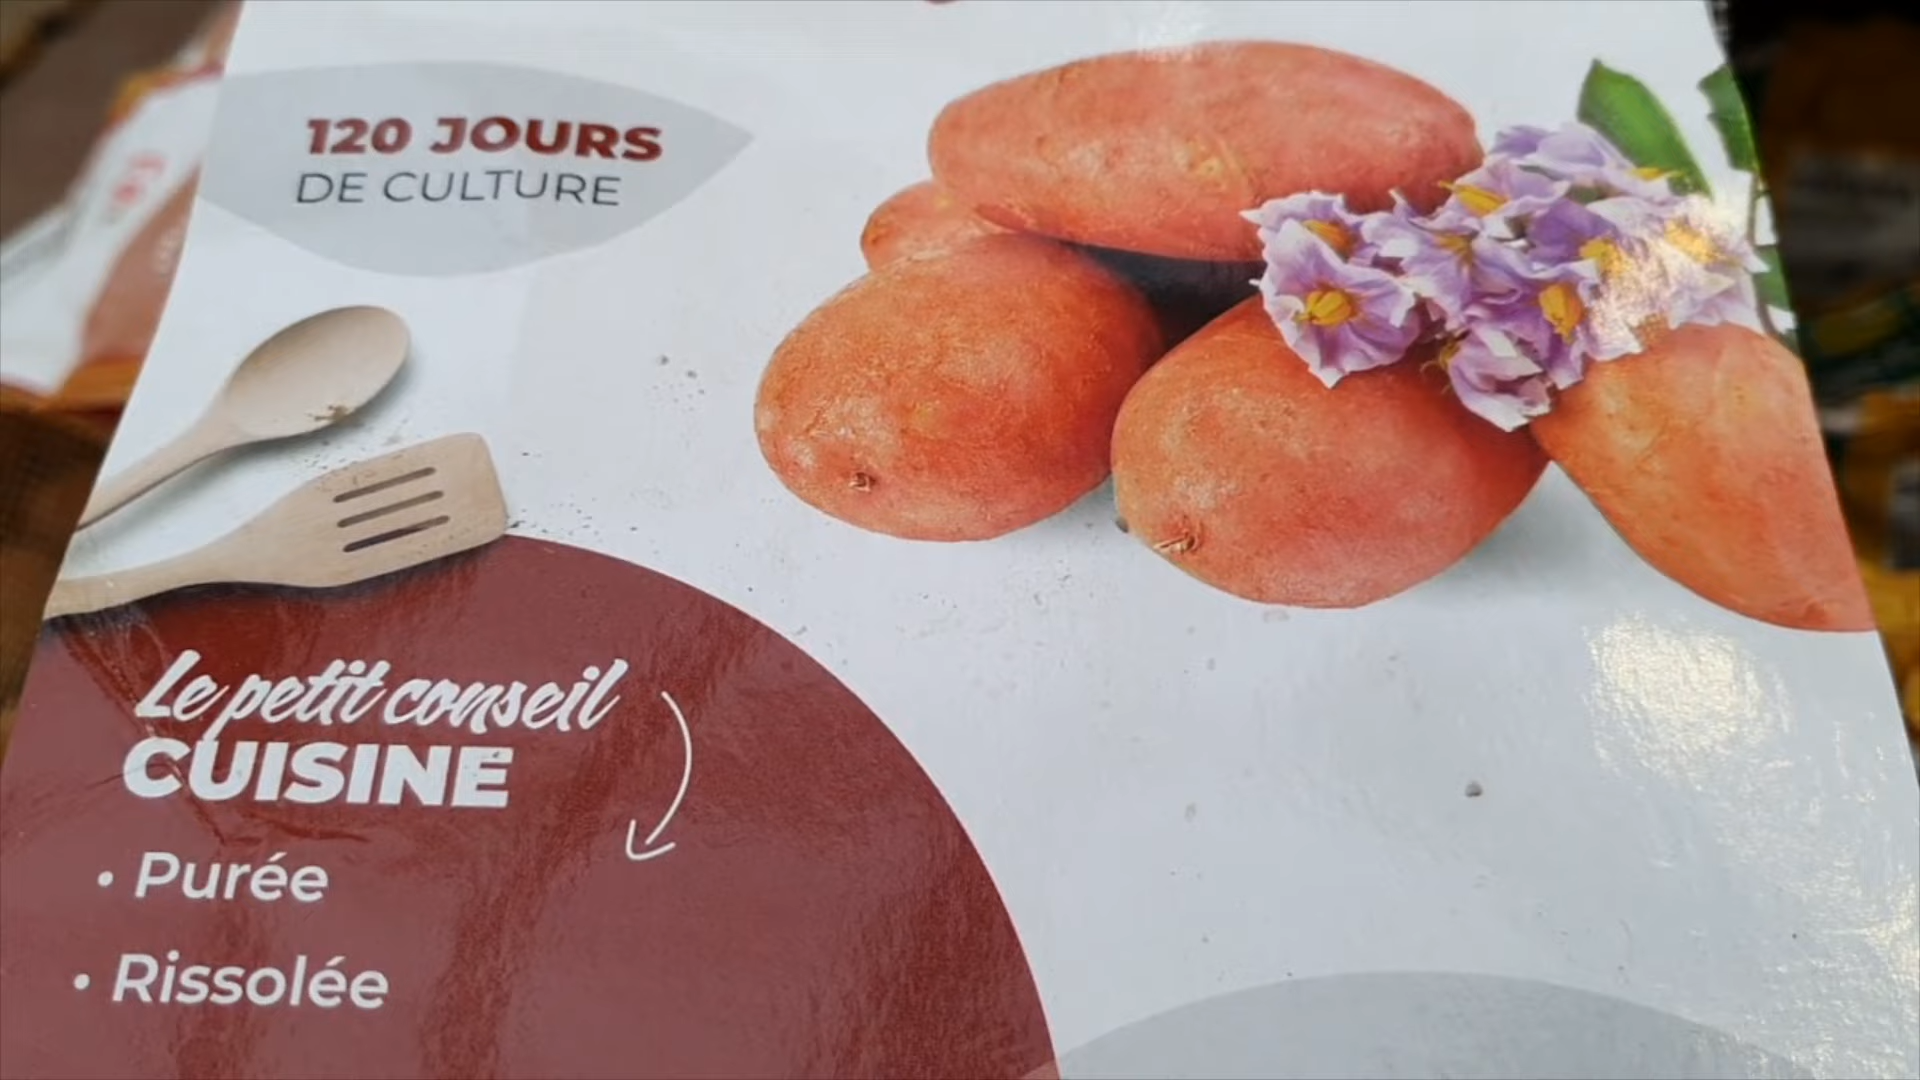 120 JOURS
DE CULTURE
Le petit conseil
CUISINE
• Purée
• Rissolée